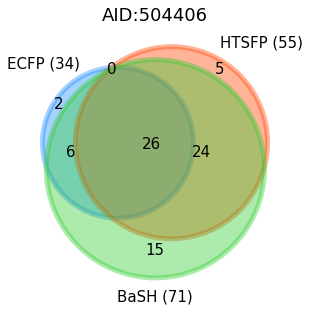 AID:504406
HTSFP (55)
ECFP (34)
0
5
2
6
26
24
15
BaSH (71)